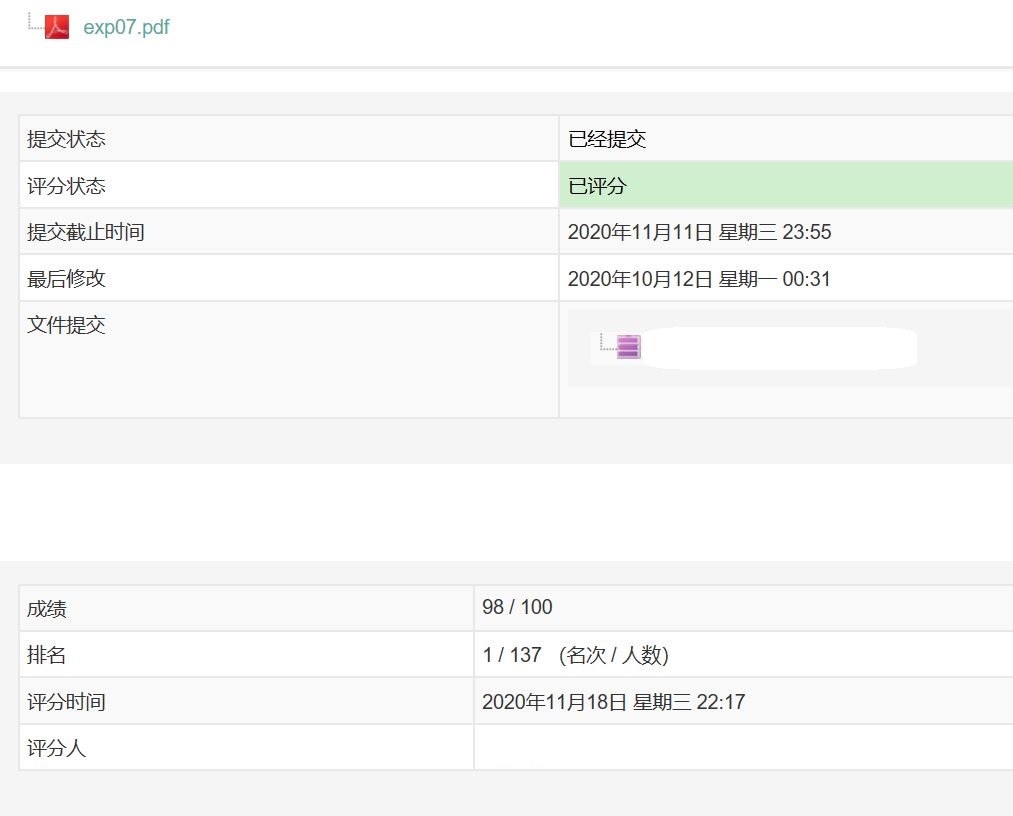 exp07.pdf
提交状态 已经提交
评分状态 已评分
提交截止时间 2020年11月11日 星期三 23:55
最后修改 2020年10月12日 星期一 00:31
文件提交
成绩 98 / 100
排名 1 / 137 (名次 / 人数)
评分时间 2020年11月18日 星期三 22:17
评分人